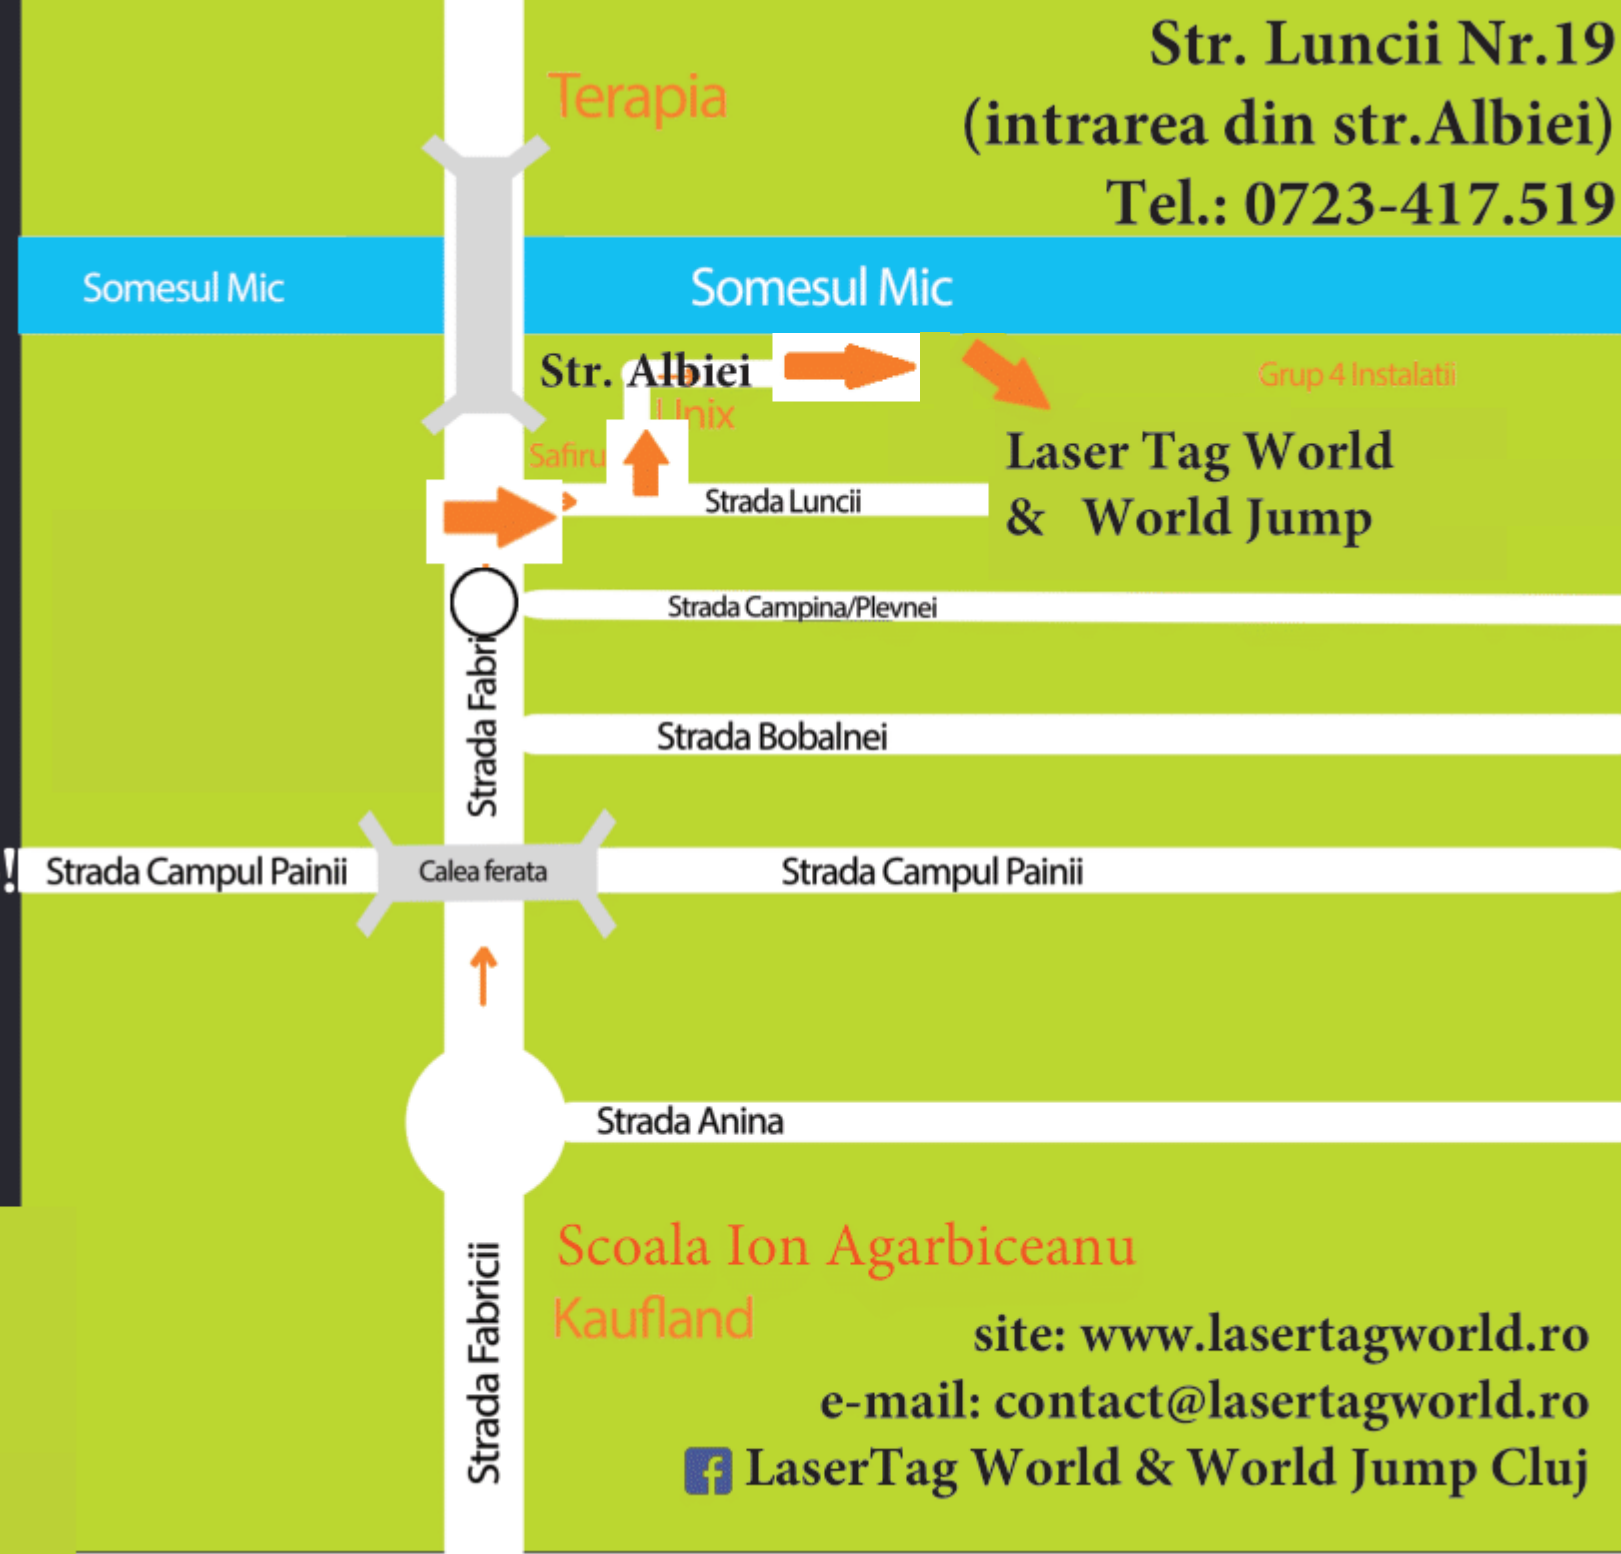 Str. Luncii Nr.19
(intrarea din str.Albiei)
Tel.: 0723-417.519
Terapia
Somesul Mic
Somesul Mic
Str. Albiei
Unix
Grup 4 Instalatii
Safiru
Laser Tag World
& World Jump
Strada Luncii
Strada Campina/Plevnei
Strada Fabri
Strada Bobalnei
!
Strada Campul Painii
Calea ferata
Strada Campul Painii
Strada Anina
Strada Fabricii
Scoala Ion Agarbiceanu
Kaufland
site: www.lasertagworld.ro
e-mail: contact@lasertagworld.ro
LaserTag World & World Jump Cluj